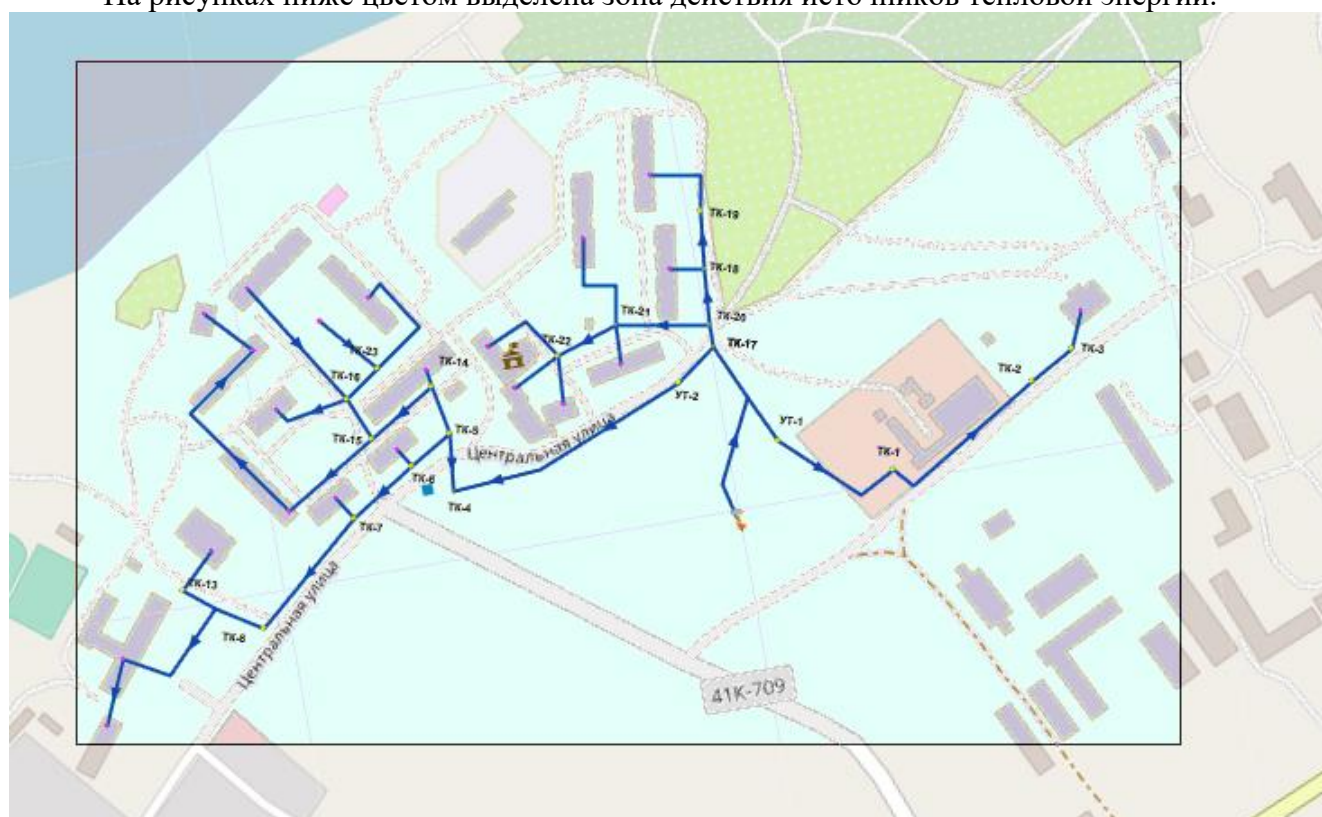 На рисунках ниже цветом выделена зона действия источников тепловой энергии.
ТК-19
ТК-18
ТК-20
ТК-21
ТК-17
ТК-22
ТК-23
ТК-14
ТК-16
ТК-3
ТК-2
УТ-2
УТ-1
ТК-15
ТК-5
Центральная улица
ТК-1
ТК-6
ТК-4
ТК-7
ТК-13
ТК-8
Центральная улица
41К-709